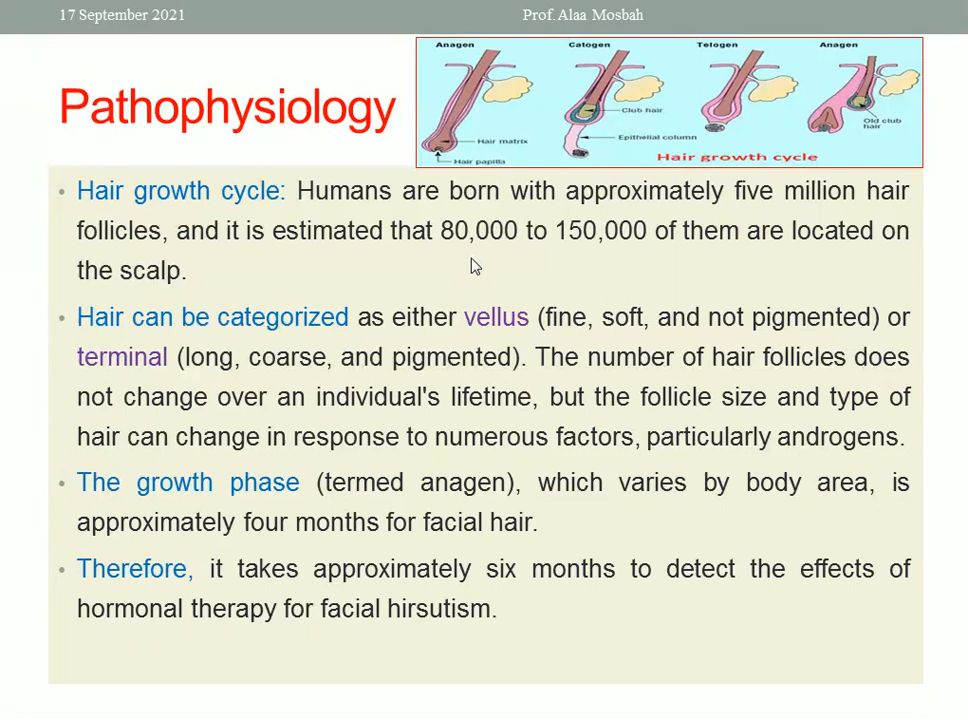 17 September 2021
Prof. Alaa Mosbah
Pathophysiology
Anagen
Catogen
Telogen
Anagen
Club hair
Old club
hair
Epithelial column
Hair matrix
Hair papilla
Hair growth cycle
• Hair growth cycle: Humans are born with approximately five million hair
follicles, and it is estimated that 80,000 to 150,000 of them are located on
the scalp.
• Hair can be categorized as either vellus (fine, soft, and not pigmented) or
terminal (long, coarse, and pigmented). The number of hair follicles does
not change over an individual's lifetime, but the follicle size and type of
hair can change in response to numerous factors, particularly androgens.
• The growth phase (termed anagen), which varies by body area, is
approximately four months for facial hair.
• Therefore, it takes approximately six months to detect the effects of
hormonal therapy for facial hirsutism.